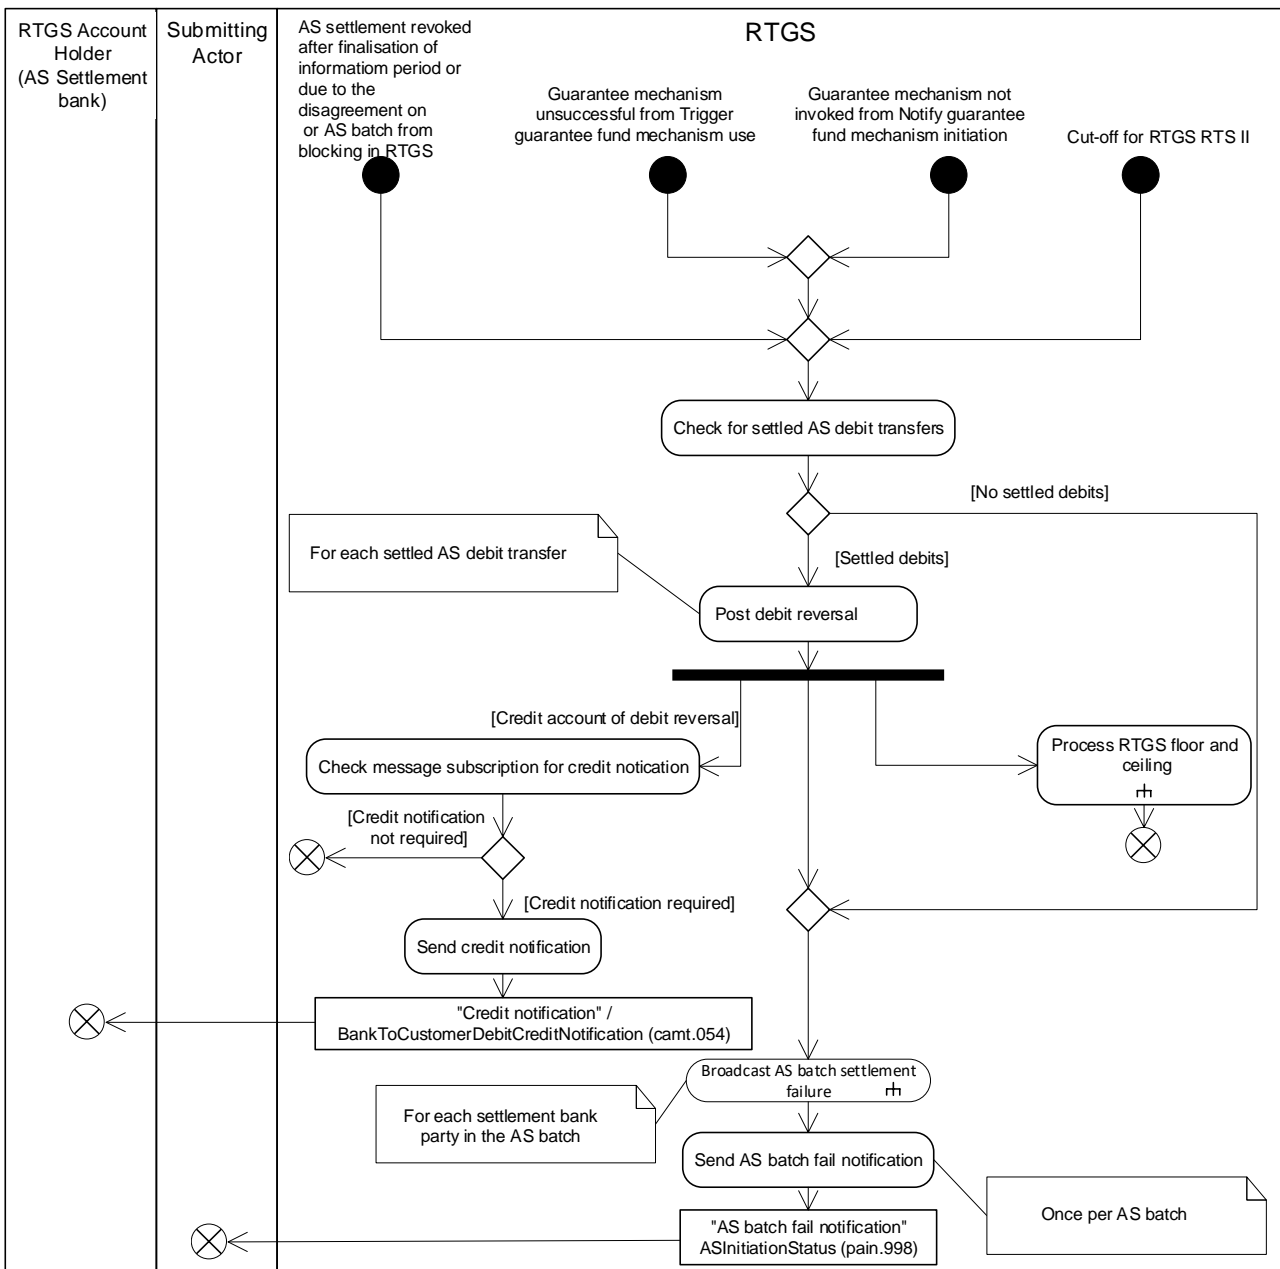 RTGS Account
Holder
(AS Settlement
bank)
Submitting
Actor
RTGS
AS settlement revoked
after finalisation of
informatiom period or
due to the
disagreement on
or AS batch from
blocking in RTGS
Guarantee mechanism
unsuccessful from Trigger
guarantee fund mechanism use
Guarantee mechanism not
invoked from Notify guarantee
fund mechanism initiation
Cut-off for RTGS RTS II
Check for settled AS debit transfers
[No settled debits]
For each settled AS debit transfer
[Settled debits]
Post debit reversal
[Credit account of debit reversal]
Check message subscription for credit notication
Process RTGS floor and
ceiling
[Credit notification
not required]
[Credit notification required]
Send credit notification
"Credit notification" /
BankToCustomerDebitCreditNotification (camt.054)
Broadcast AS batch settlement
failure
For each settlement bank
party in the AS batch
Send AS batch fail notification
Once per AS batch
"AS batch fail notification"
ASInitiationStatus (pain.998)